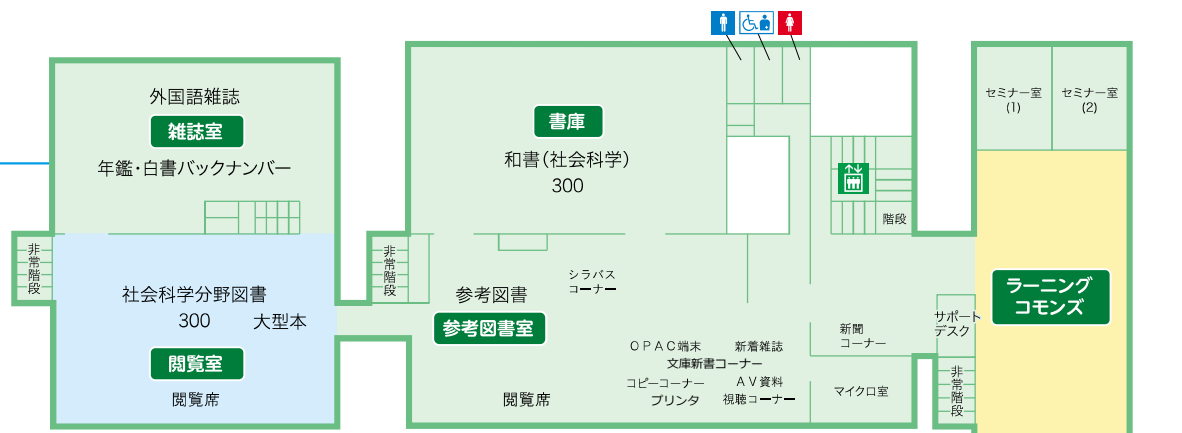 外国語雑誌
雑誌室
年鑑・白書バックナンバー
非常階段
社会科学分野図書
300　大型本
閲覧室
閲覧席
書庫
和書(社会科学)
300
階段
非常階段
シラバス
コーナー
参考図書
参考図書室
OPAC端末
新着雑誌
文庫新書コーナー
コピーコーナー
プリンタ
AV資料
視聴コーナー
閲覧席
新聞
コーナー
マイクロ室
サポート
デスク
非常階段
セミナー室
(1)
セミナー室
(2)
ラーニング
コモンズ